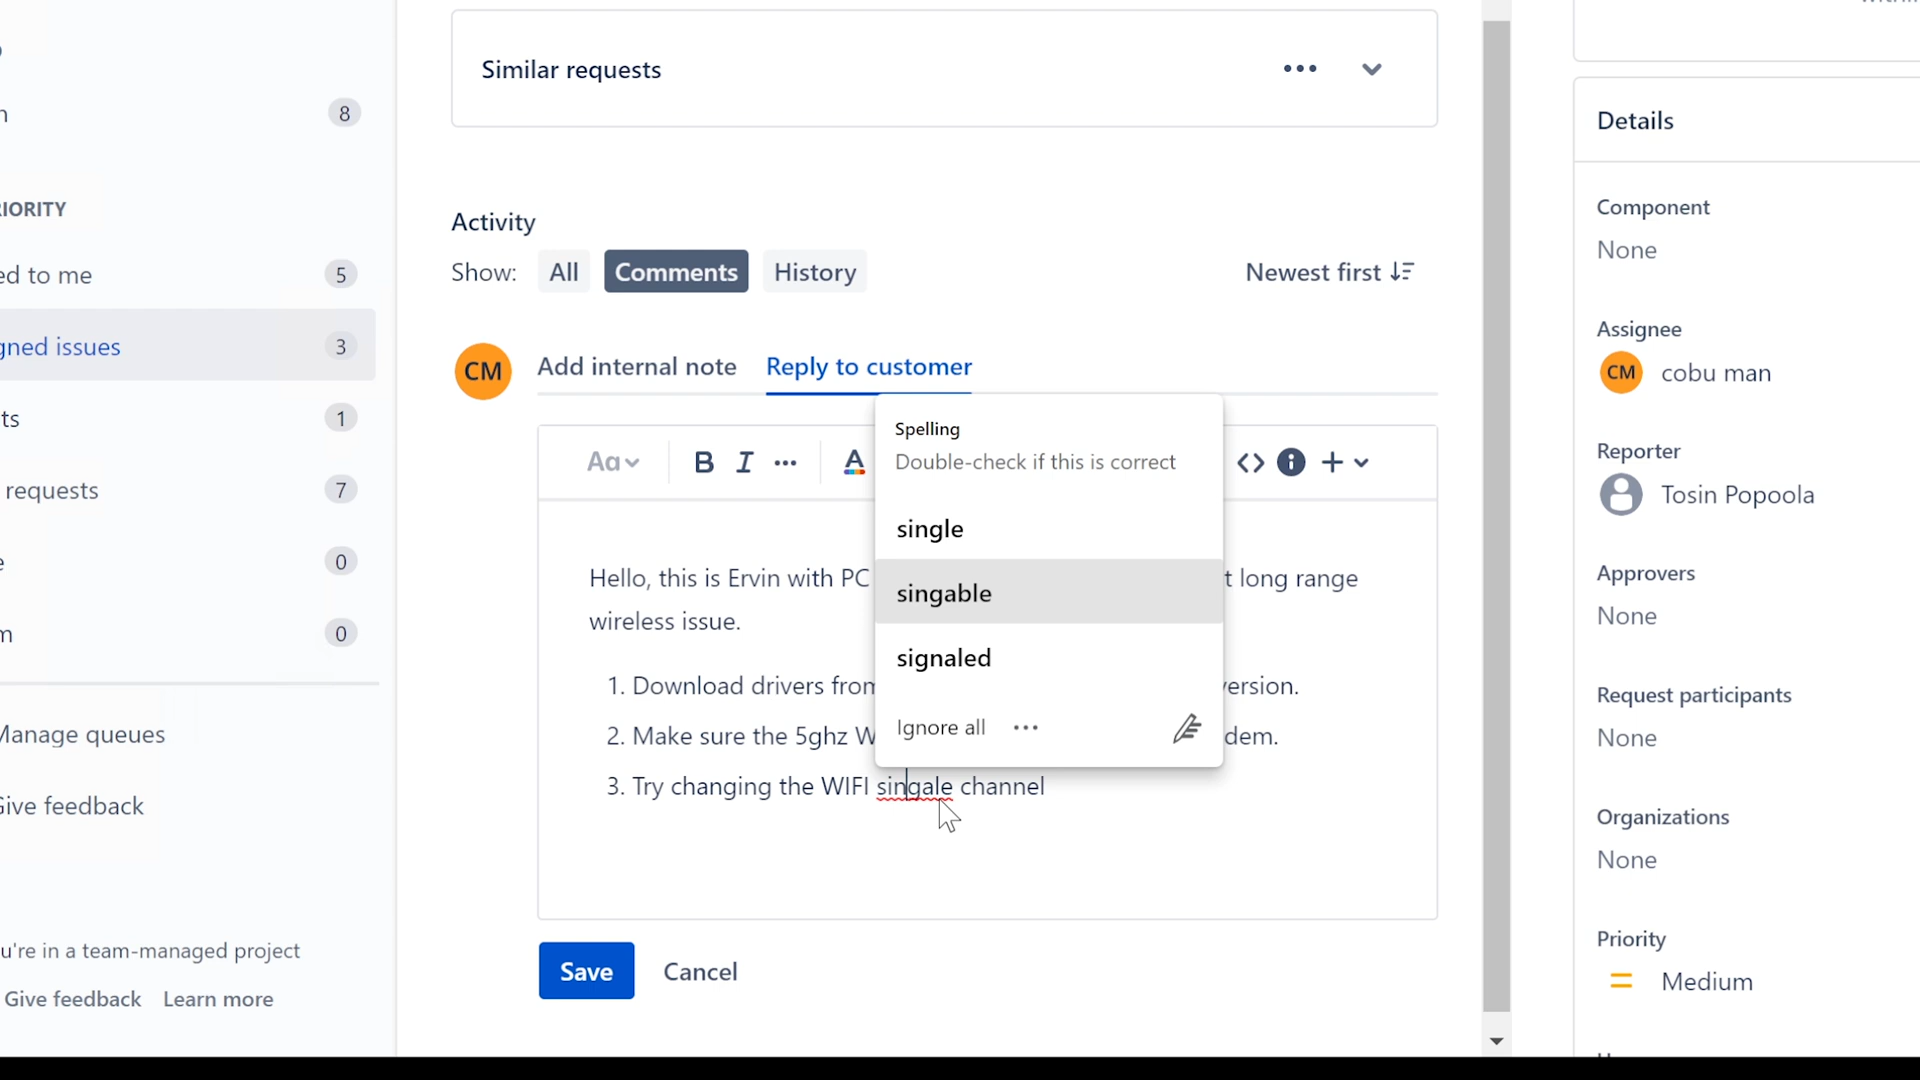 8
IORITY
ed to me 5
gned issues 3
ts 1
requests 7
e 0
m 0
Manage queues
Give feedback
u're in a team-managed project
Give feedback Learn more
Similar requests
Activity
Show: All Comments History Newest first
CM Add internal note Reply to customer
Aa B I A
Hello, this is Ervin with PC t long range
wireless issue.
1. Download drivers from version.
2. Make sure the 5ghz W dem.
3. Try changing the WIFI singale channel
Spelling
Double-check if this is correct
single
singable
signaled
Ignore all
Save Cancel
Details
Component
None
Assignee
CM cobu man
Reporter
Tosin Popoola
Approvers
None
Request participants
None
Organizations
None
Priority
Medium